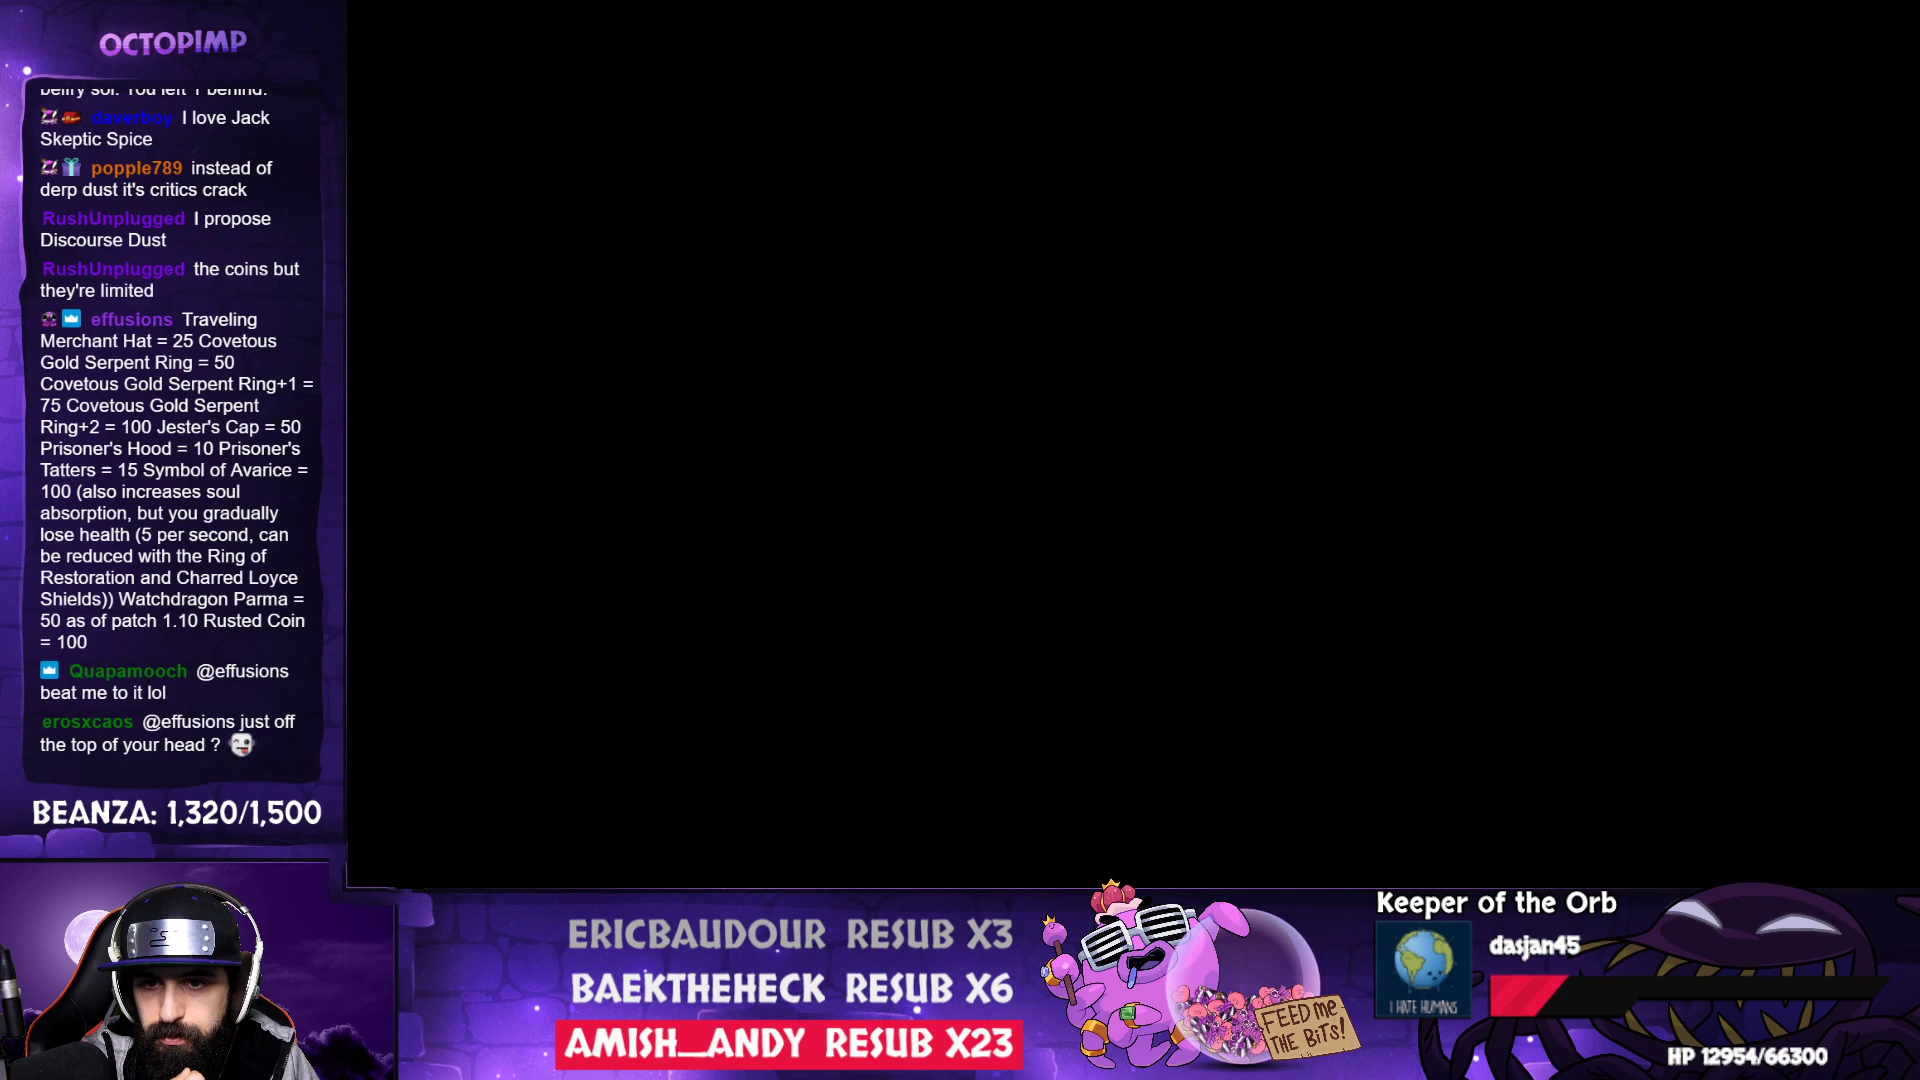 OCTOPIMP
belfry sol. You left 1 behind.
daverboy I love Jack
Skeptic Spice
popple789 instead of
derp dust it's critics crack
RushUnplugged I propose
Discourse Dust
RushUnplugged the coins but
they're limited
effusions Traveling
Merchant Hat = 25 Covetous
Gold Serpent Ring = 50
Covetous Gold Serpent Ring+1 =
75 Covetous Gold Serpent
Ring+2 = 100 Jester's Cap = 50
Prisoner's Hood = 10 Prisoner's
Tatters = 15 Symbol of Avarice =
100 (also increases soul
absorption, but you gradually
lose health (5 per second, can
be reduced with the Ring of
Restoration and Charred Loyce
Shields)) Watchdragon Parma =
50 as of patch 1.10 Rusted Coin
= 100
Quapamooch @effusions
beat me to it lol
erosxcaos @effusions just off
the top of your head ?
BEANZA: 1,320/1,500
ERICBAUDOUR RESUB X3
BAEKTHEHECK RESUB X6
AMISH_ANDY RESUB X23
FEED ME
THE BITS!
Keeper of the Orb
dasjan45
I HATE HUMANS
HP 12954/66300